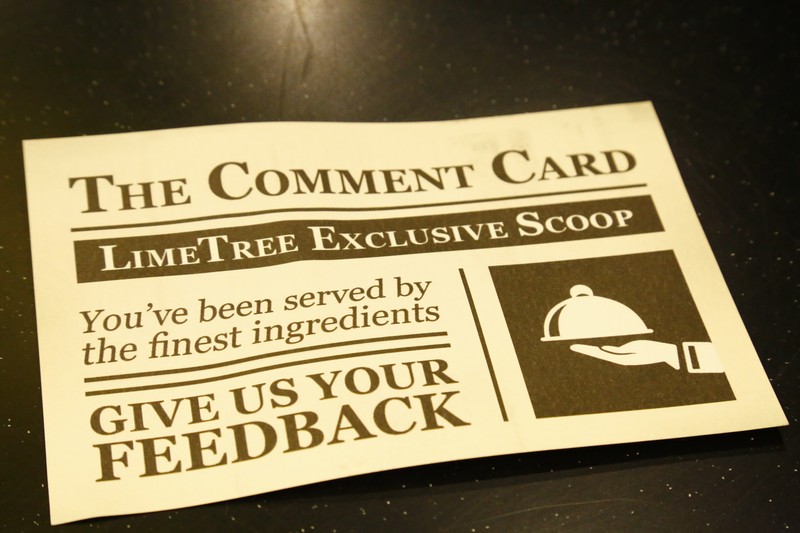 THE COMMENT CARD
LIMETREE EXCLUSIVE SCOOP
You've been served by
the finest ingredients
GIVE US YOUR
FEEDBACK